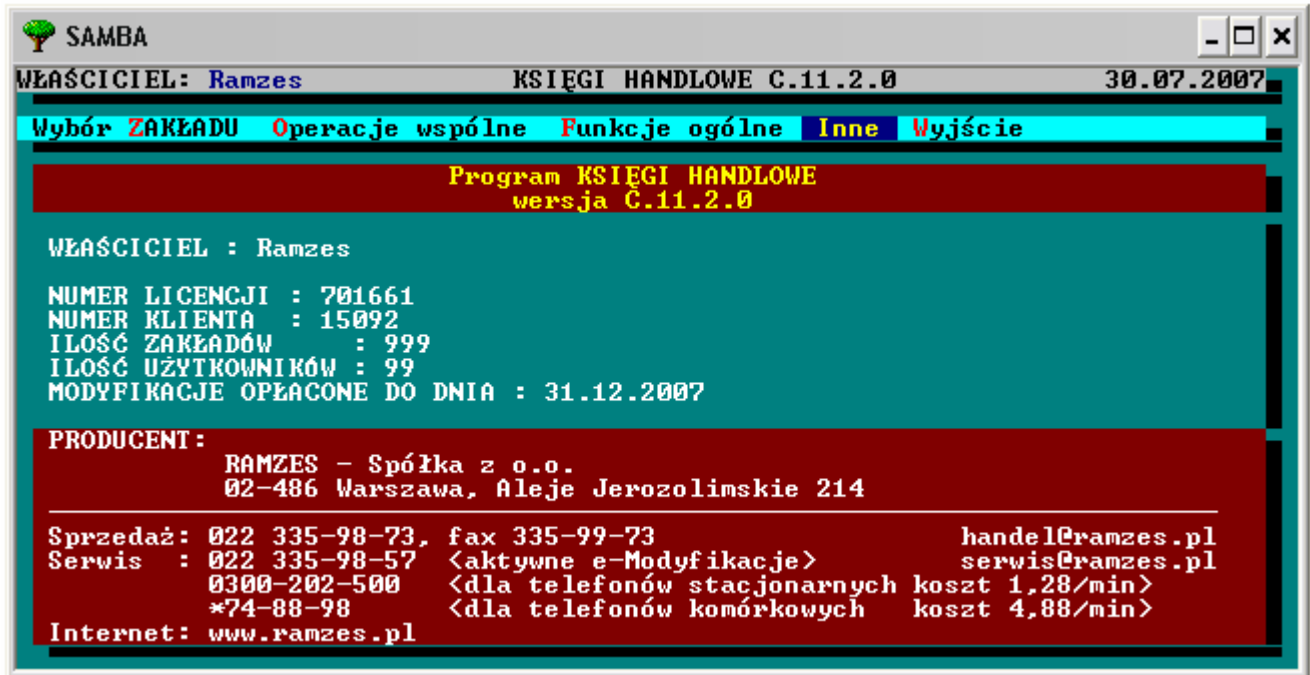 SAMBA
WŁAŚCICIEL: Ramzes KSIĘGI HANDLOWE C.11.2.0 30.07.2007
Wybór ZAKŁADU Operacje wspólne Funkcje ogólne Inne Wyjście
Program KSIĘGI HANDLOWE
wersja C.11.2.0
WŁAŚCICIEL : Ramzes
NUMER LICENCJI : 701661
NUMER KLIENTA : 15092
ILOŚĆ ZAKŁADÓW : 999
ILOŚĆ UŻYTKOWNIKÓW : 99
MODYFIKACJE OPŁACONE DO DNIA : 31.12.2007
PRODUCENT:
RAMZES - Spółka z o.o.
02-486 Warszawa, Aleje Jerozolimskie 214
Sprzedaż: 022 335-98-73, fax 335-99-73 handel@ramzes.pl
Serwis : 022 335-98-57 <aktywne e-Modyfikacje> serwis@ramzes.pl
0300-202-500 <dla telefonów stacjonarnych koszt 1,28/min>
*74-88-98 <dla telefonów komórkowych koszt 4,88/min>
Internet: www.ramzes.pl